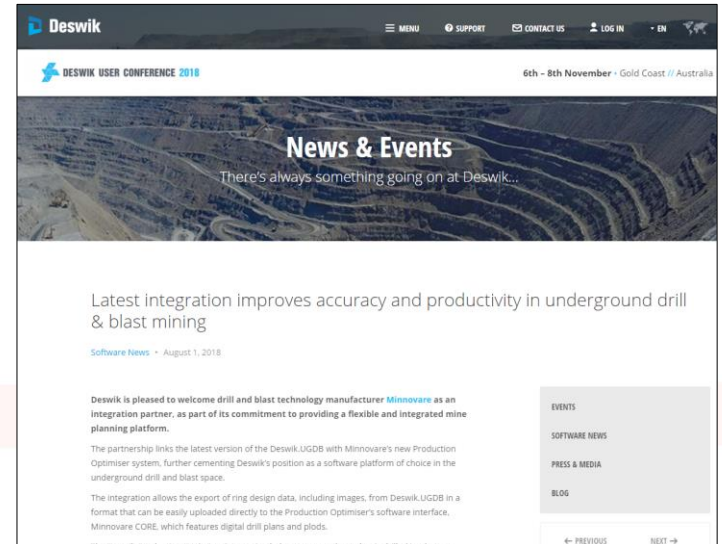 Deswik
MENU
SUPPORT
CONTACT US
LOG IN
EN
DESWIK USER CONFERENCE 2018
6th – 8th November • Gold Coast // Australia
News & Events
There's always something going on at Deswik...
Latest integration improves accuracy and productivity in underground drill
& blast mining
Software News • August 1, 2018
Deswik is pleased to welcome drill and blast technology manufacturer Minnovare as an
integration partner, as part of its commitment to providing a flexible and integrated mine
planning platform.
The partnership links the latest version of the Deswik.UGDB with Minnovare's new Production
Optimiser system, further cementing Deswik's position as a software platform of choice in the
underground drill and blast space.
The integration allows the export of ring design data, including images, from Deswik.UGDB in a
format that can be easily uploaded directly to the Production Optimiser's software interface,
Minnovare CORE, which features digital drill plans and plods.
EVENTS
SOFTWARE NEWS
PRESS & MEDIA
BLOG
← PREVIOUS
NEXT →